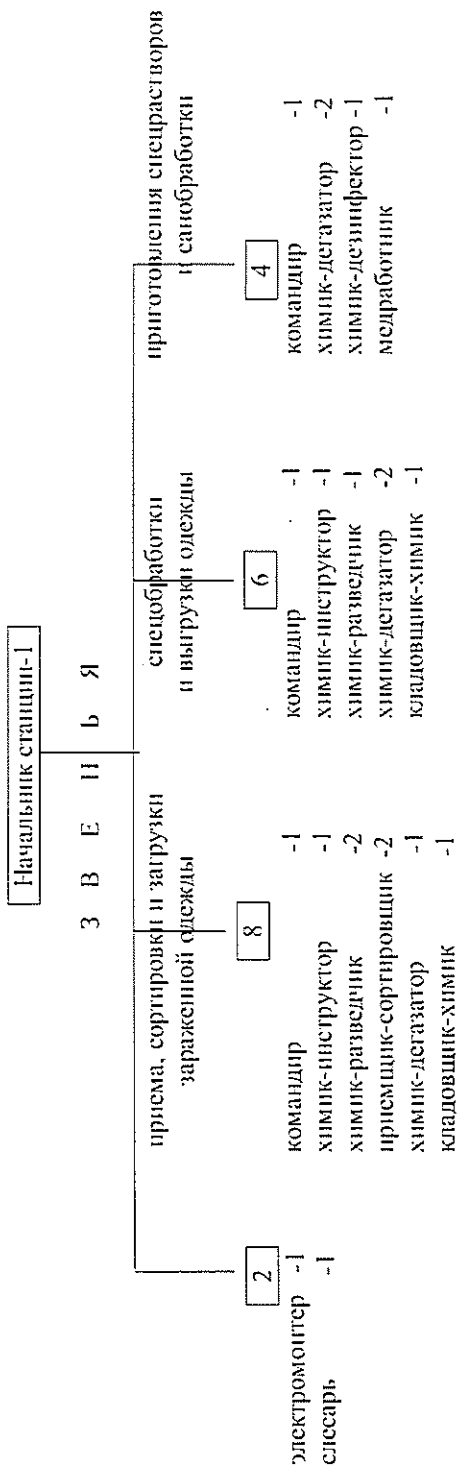 Начальник станции-1
З В Е Н Ь Я
приема, сортировки и загрузки
зараженной одежды
спецобработки
и выгрузки одежды
приготовления спецрастворов
и санобработки
2
электромонтер -1
слесарь -1
8
командир -1
химик-инструктор -1
химик-разведчик -2
приемщик-сортировщик -2
химик-дегазатор -1
кладовщик-химик -1
6
командир -1
химик-инструктор -1
химик-разведчик -1
химик-дегазатор -2
кладовщик-химик -1
4
командир -1
химик-дегазатор -2
химик-дезинфектор -1
медработник -1